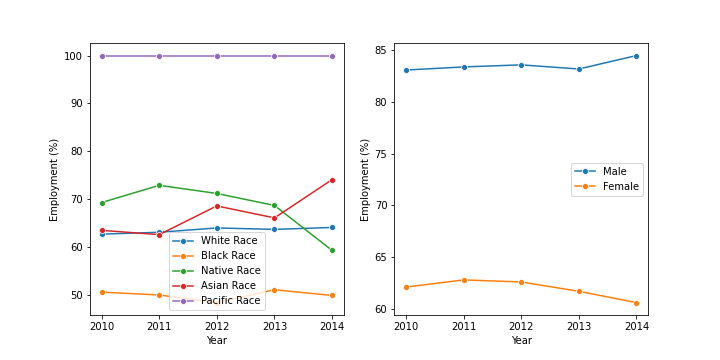 100
90
80
70
60
50
Employment (%)
2010 2011 2012 2013 2014
Year
White Race
Black Race
Native Race
Asian Race
Pacific Race
85
80
75
70
65
60
Employment (%)
2010 2011 2012 2013 2014
Year
Male
Female